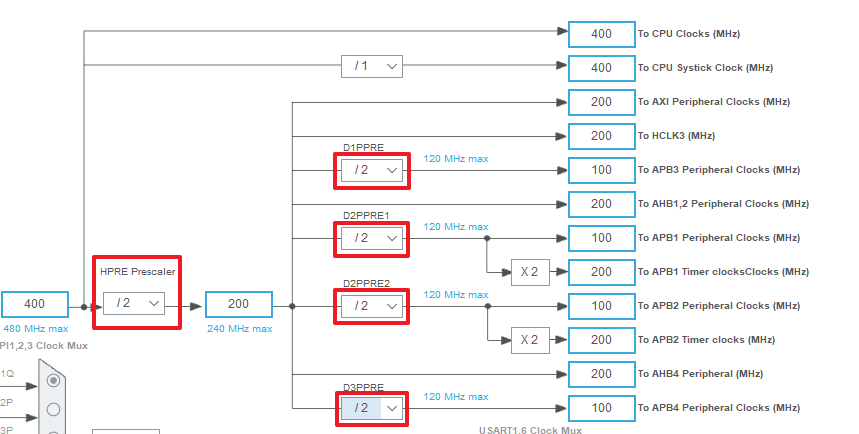 400 To CPU Clocks (MHz)
/ 1 400 To CPU Systick Clock (MHz)
200 To AXI Peripheral Clocks (MHz)
200 To HCLK3 (MHz)
D1PPRE
/ 2 120 MHz max 100 To APB3 Peripheral Clocks (MHz)
200 To AHB1,2 Peripheral Clocks (MHz)
D2PPRE1
/ 2 120 MHz max 100 To APB1 Peripheral Clocks (MHz)
HPRE Prescaler
X 2 200 To APB1 Timer clocksClocks (MHz)
D2PPRE2
400 / 2 200 / 2 120 MHz max 100 To APB2 Peripheral Clocks (MHz)
480 MHz max 240 MHz max
PI1,2,3 Clock Mux
X 2 200 To APB2 Timer clocks (MHz)
1Q
200 To AHB4 Peripheral (MHz)
D3PPRE
2P
/ 2 120 MHz max 100 To APB4 Peripheral Clocks (MHz)
3P
USART1,6 Clock Mux